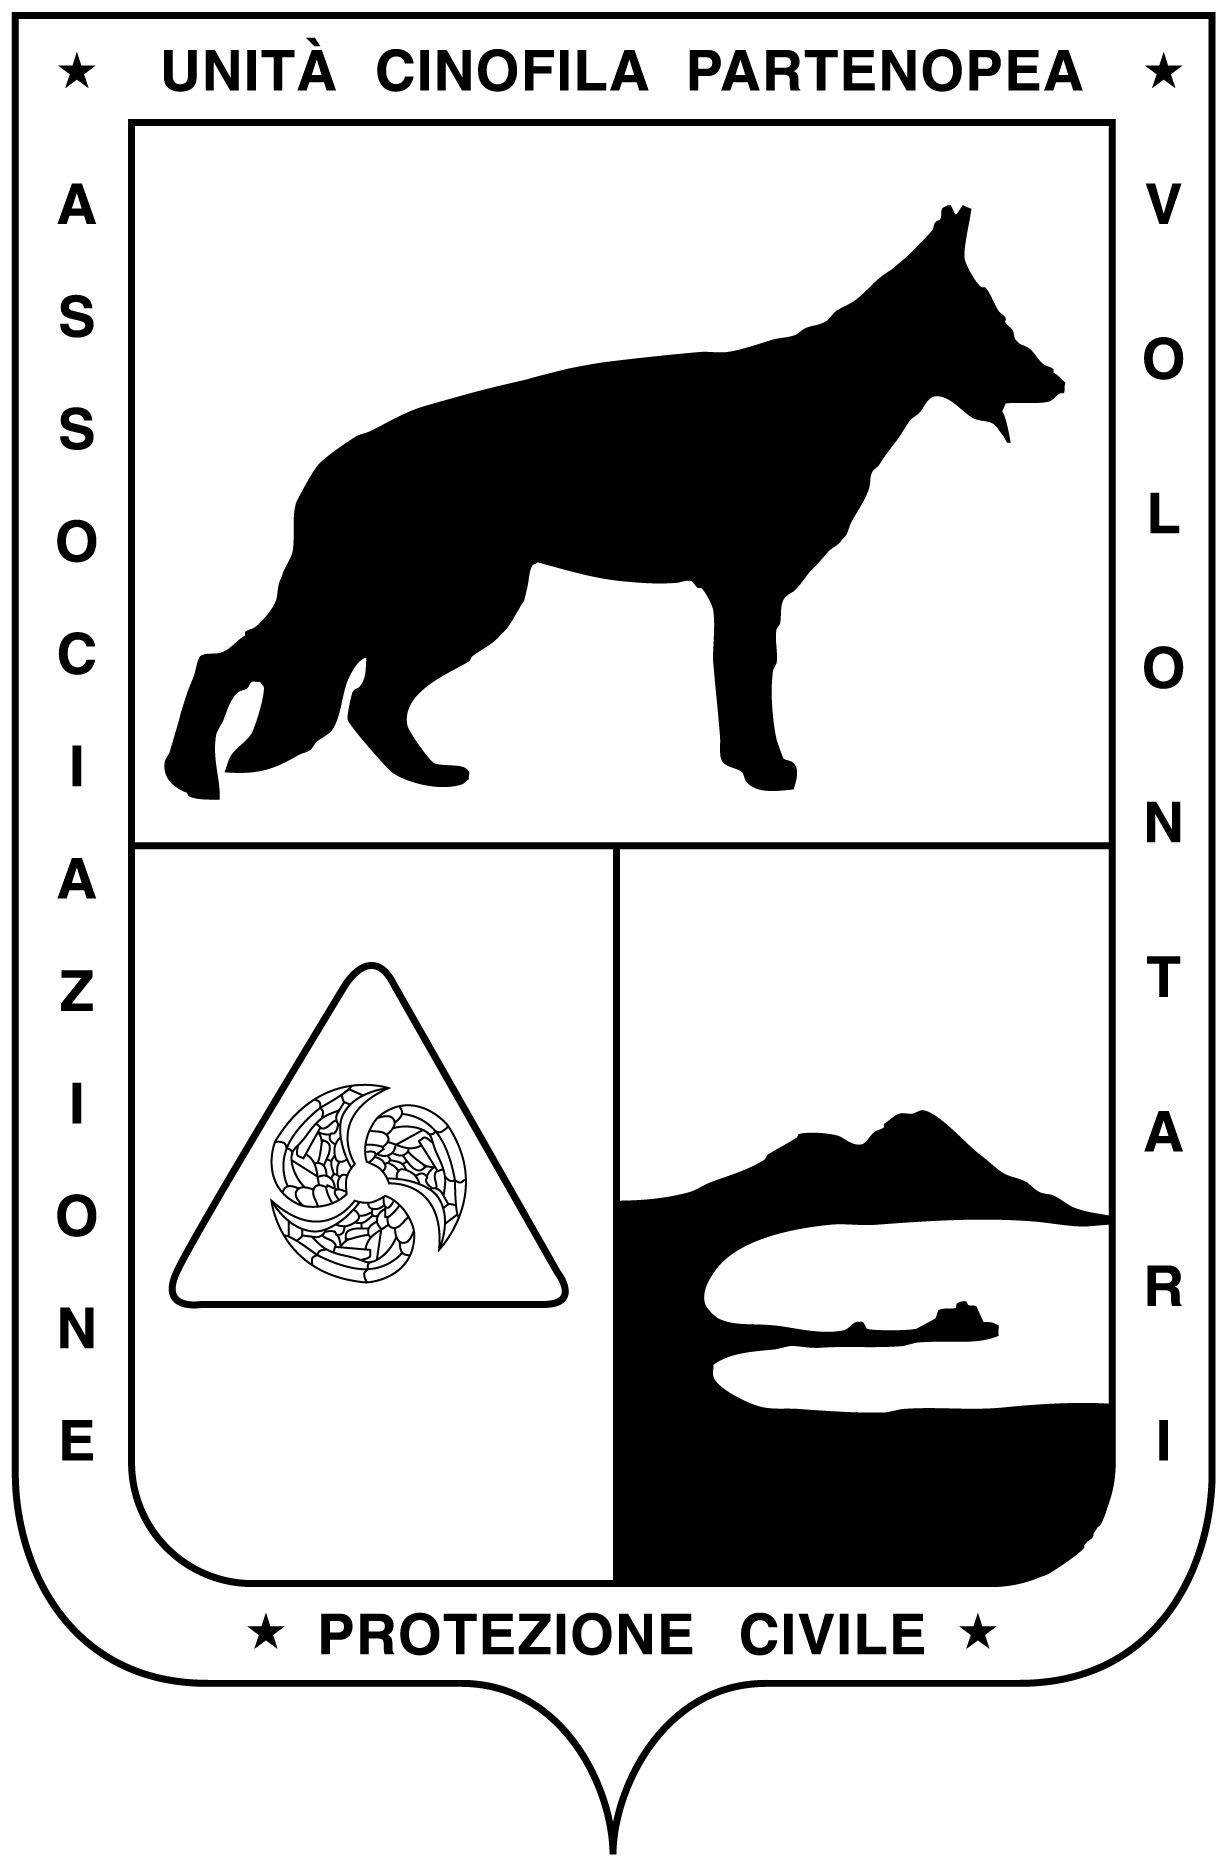 ★ UNITÀ CINOFILA PARTENOPEA ★
ASSOCIAZIONE
VOLONTARI
★ PROTEZIONE CIVILE ★